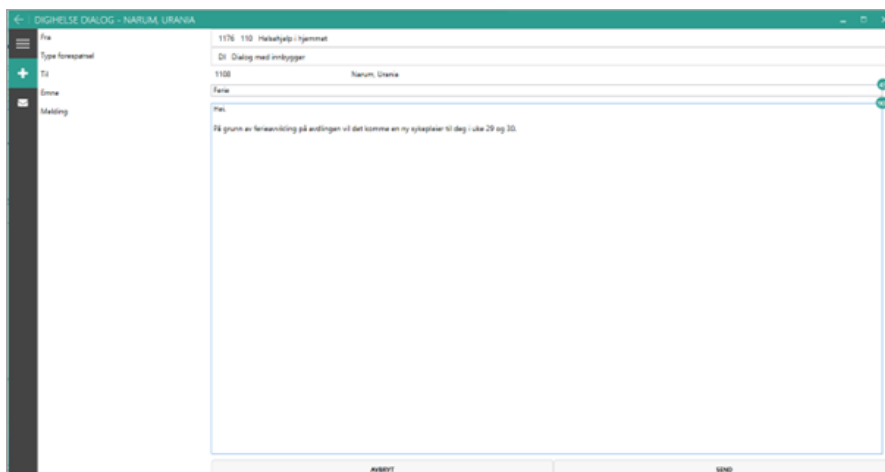 DIGIHELSE DIALOG - NARUM, URANIA
Fra 1176 110 Helsehjelp i hjemmet
Type forespørsel DI Dialog med innbygger
Til 1108 Narum, Urania
Emne Ferie
Melding Hei.
På grunn av ferieavvikling på avdlingen vil det komme en ny sykepleier til deg i uke 29 og 30.
AVBRYT SEND